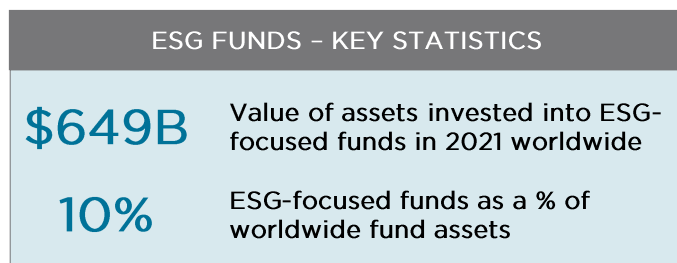 ESG FUNDS – KEY STATISTICS
$649B
Value of assets invested into ESG-
focused funds in 2021 worldwide
10%
ESG-focused funds as a % of
worldwide fund assets